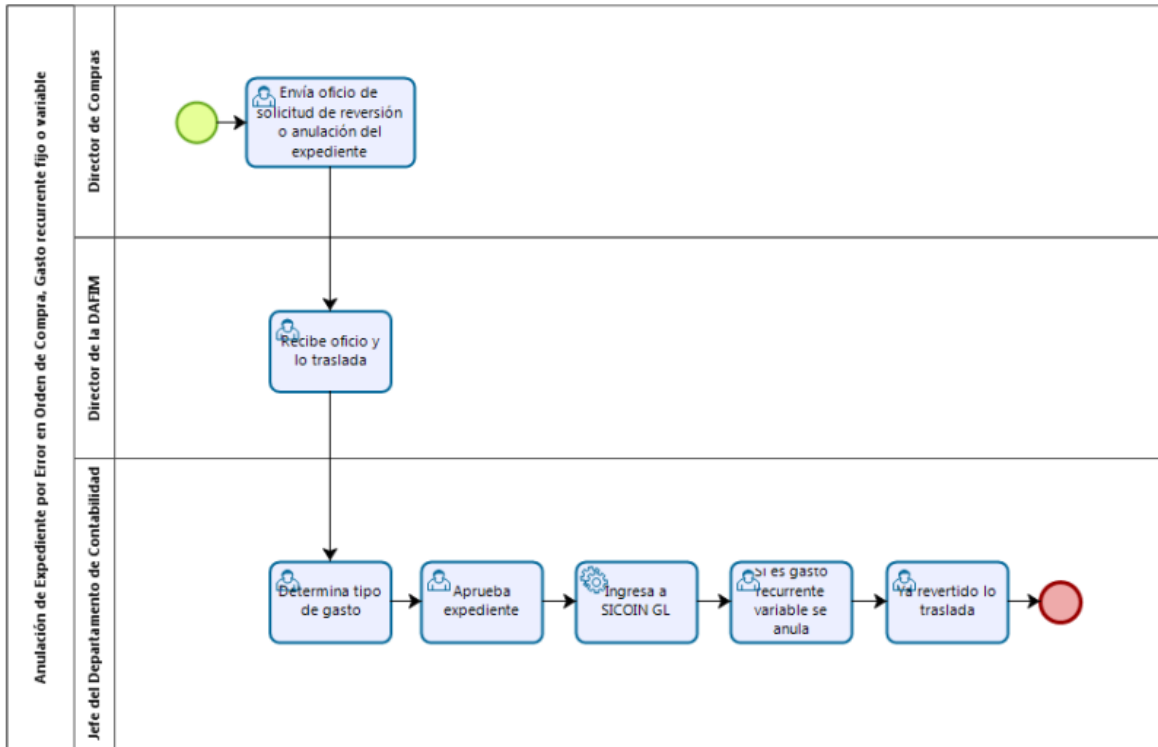 Anulación de Expediente por Error en Orden de Compra, Gasto recurrente fijo o variable
Director de Compras
Envía oficio de
solicitud de reversión
o anulación del
expediente
Director de la DAFIM
Recibe oficio y
lo traslada
Jefe del Departamento de Contabilidad
Determina tipo
de gasto
Aprueba
expediente
Ingresa a
SICOIN GL
Si es gasto
recurrente
variable se
anula
Ya revertido lo
traslada